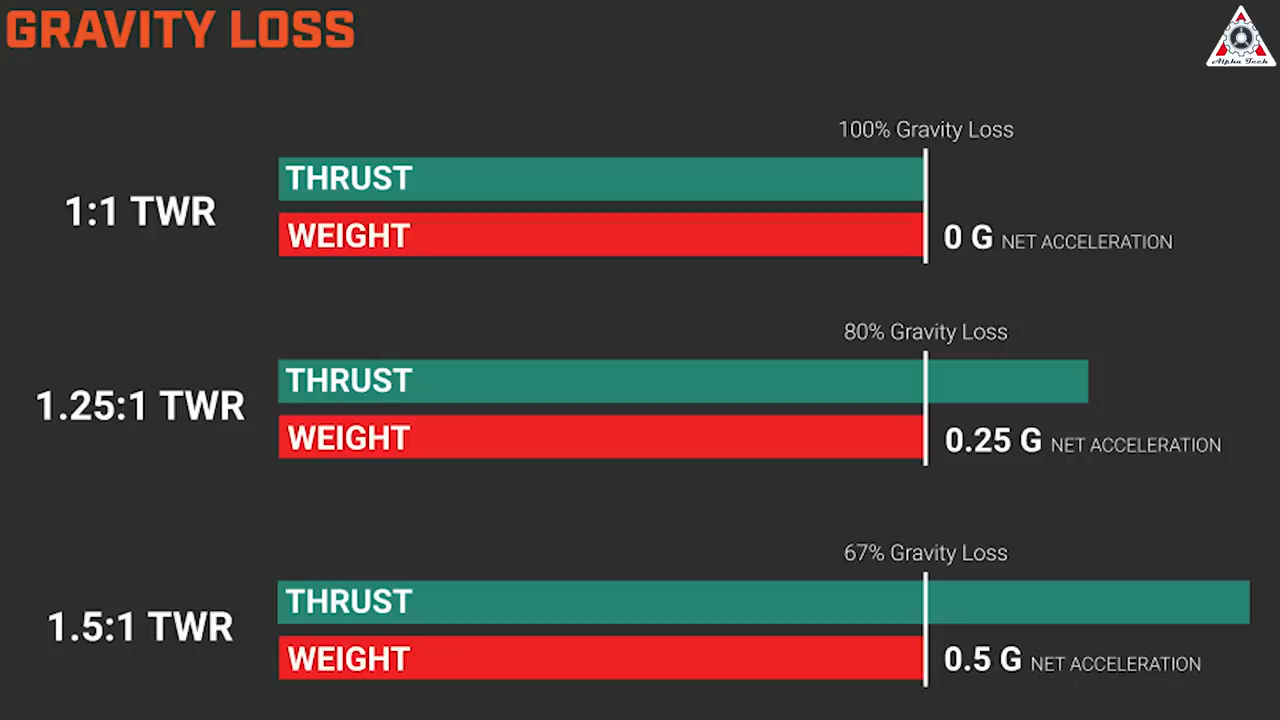 GRAVITY LOSS
Alpha Tech
100% Gravity Loss
1:1 TWR
THRUST
WEIGHT
0 G NET ACCELERATION
80% Gravity Loss
1.25:1 TWR
THRUST
WEIGHT
0.25 G NET ACCELERATION
67% Gravity Loss
1.5:1 TWR
THRUST
WEIGHT
0.5 G NET ACCELERATION